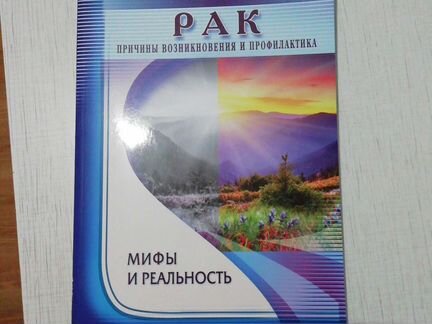 РАК
ПРИЧИНЫ ВОЗНИКНОВЕНИЯ И ПРОФИЛАКТИКА
МИФЫ
И РЕАЛЬНОСТЬ